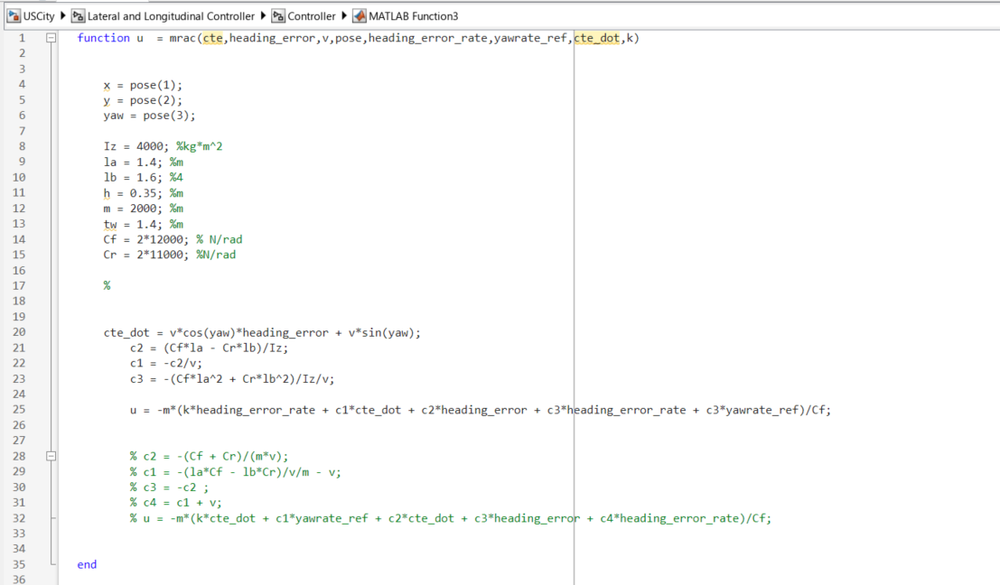 USCity ▶ Lateral and Longitudinal Controller ▶ Controller ▶ MATLAB Function3
1 function u = mrac(cte,heading_error,v,pose,heading_error_rate,yawrate_ref,cte_dot,k)
2
3
4 x = pose(1);
5 y = pose(2);
6 yaw = pose(3);
7
8 Iz = 4000; %kg*m^2
9 la = 1.4; %m
10 lb = 1.6; %4
11 h = 0.35; %m
12 m = 2000; %m
13 tw = 1.4; %m
14 Cf = 2*12000; % N/rad
15 Cr = 2*11000; %N/rad
16
17 %
18
19
20 cte_dot = v*cos(yaw)*heading_error + v*sin(yaw);
21 c2 = (Cf*la - Cr*lb)/Iz;
22 c1 = -c2/v;
23 c3 = -(Cf*la^2 + Cr*lb^2)/Iz/v;
24
25 u = -m*(k*heading_error_rate + c1*cte_dot + c2*heading_error + c3*heading_error_rate + c3*yawrate_ref)/Cf;
26
27
28 % c2 = -(Cf + Cr)/(m*v);
29 % c1 = -(la*Cf - lb*Cr)/v/m - v;
30 % c3 = -c2 ;
31 % c4 = c1 + v;
32 % u = -m*(k*cte_dot + c1*yawrate_ref + c2*cte_dot + c3*heading_error + c4*heading_error_rate)/Cf;
33
34
35 end
36